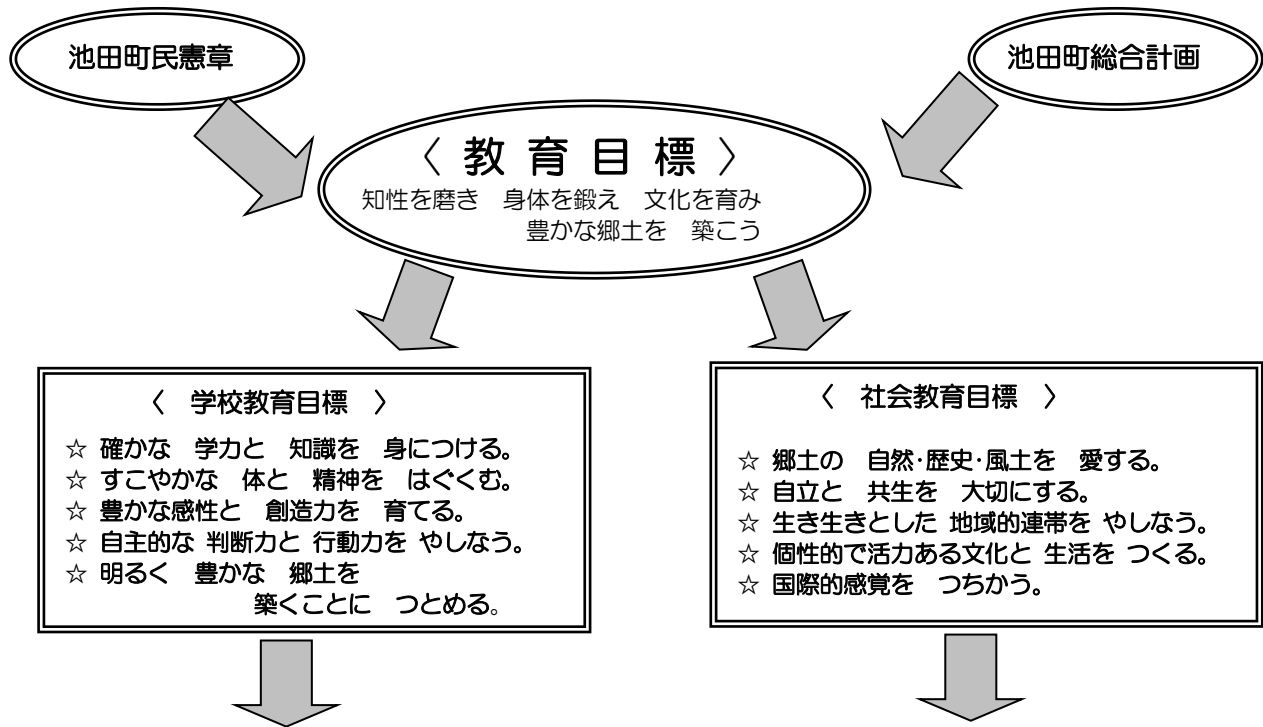 池田町民憲章
池田町総合計画
〈 教 育 目 標 〉
知性を磨き　身体を鍛え　文化を育み
豊かな郷土を　築こう
〈　学校教育目標　〉
☆ 確かな　学力と　知識を　身につける。
☆ すこやかな　体と　精神を　はぐくむ。
☆ 豊かな感性と　創造力を　育てる。
☆ 自主的な 判断力と 行動力を やしなう。
☆ 明るく　豊かな　郷土を
築くことに　つとめる。
〈　社会教育目標　〉
☆ 郷土の　自然・歴史・風土を　愛する。
☆ 自立と　共生を　大切にする。
☆ 生き生きとした 地域的連帯を やしなう。
☆ 個性的で活力ある文化と 生活を つくる。
☆ 国際的感覚を　つちかう。